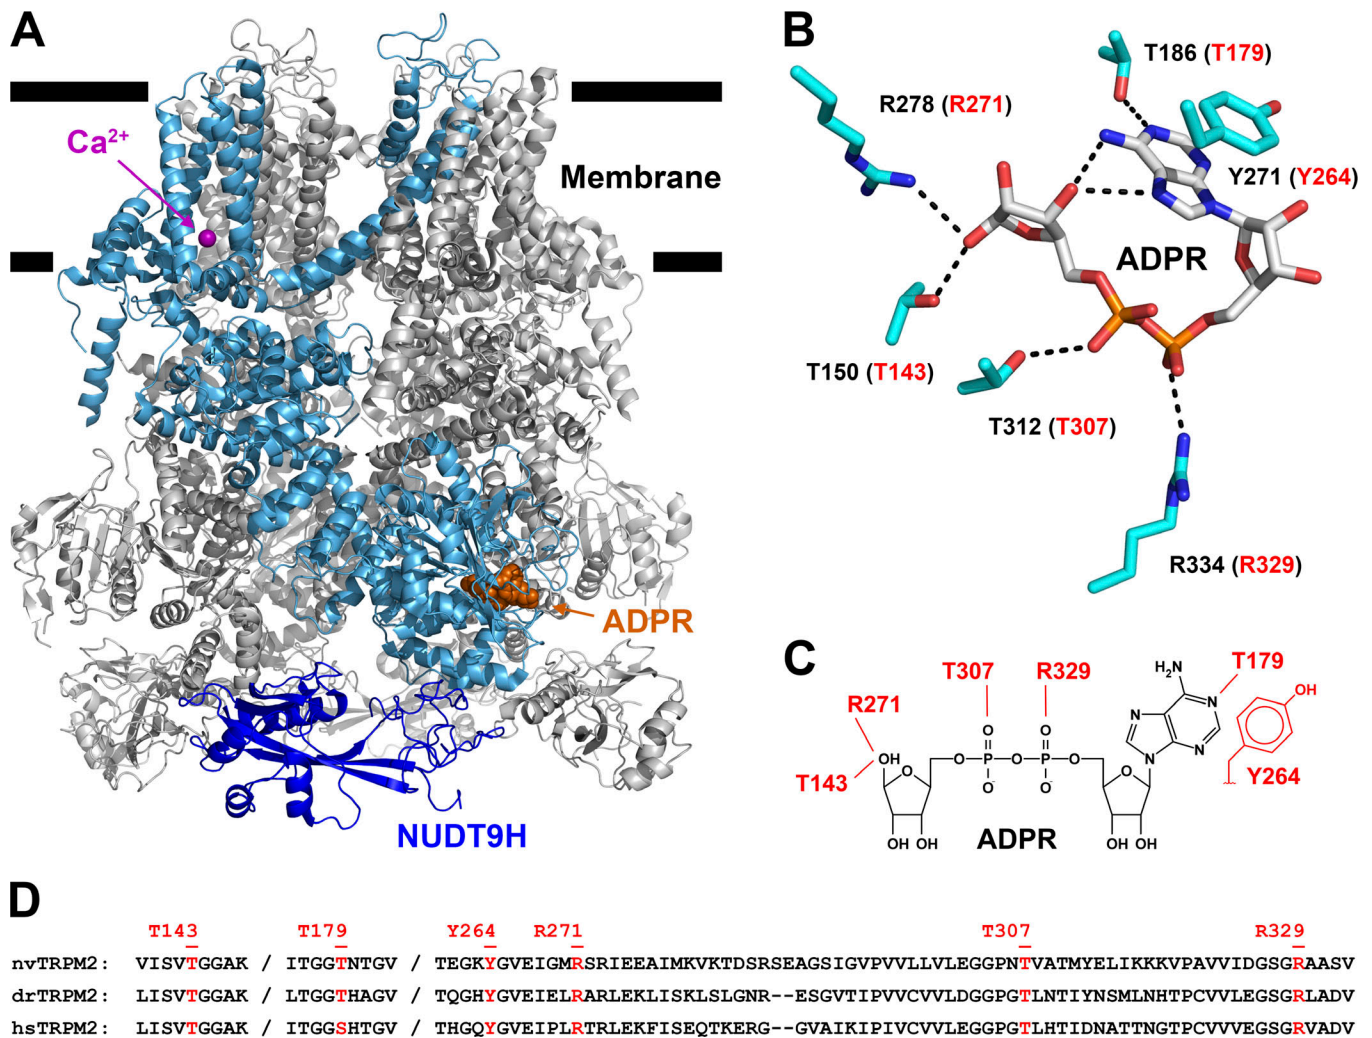 A
Ca²⁺
Membrane
ADPR
NUDT9H
B
T186 (T179)
R278 (R271)
Y271 (Y264)
ADPR
T150 (T143)
T312 (T307)
R334 (R329)
C
T307
R329
H₂N
T179
R271
N
N
OH
O
O
OH
T143
O
O
P
O
P
O
N
N
Y264
O
O⁻
O⁻
O
OH OH
ADPR
OH OH
D
T143 T179 Y264 R271 T307 R329
nvTRPM2: VISVTGGAK / ITGGTNTGV / TEGKYGVEIGMRSRIEEAIMKVKTDSRSEAGSIGVPVVLLVLEGGPNTVATMYELIKKKVPAVVIDGSGRAASV
drTRPM2: LISVTGGAK / LTGGTHAGV / TQGHYGVEIELRARLEKLISKLSLGNR--ESGVTIPVVCVVLDGGPGTLNTIYNSMLNHTPCVVLEGSGRLADV
hsTRPM2: LISVTGGAK / ITGGSHTGV / THGQYGVEIPLRTRLEKFISEQTKERG--GVAIKIPIVCVVLEGGPGTLHTIDNATTNGTPCVVVEGSGRVADV